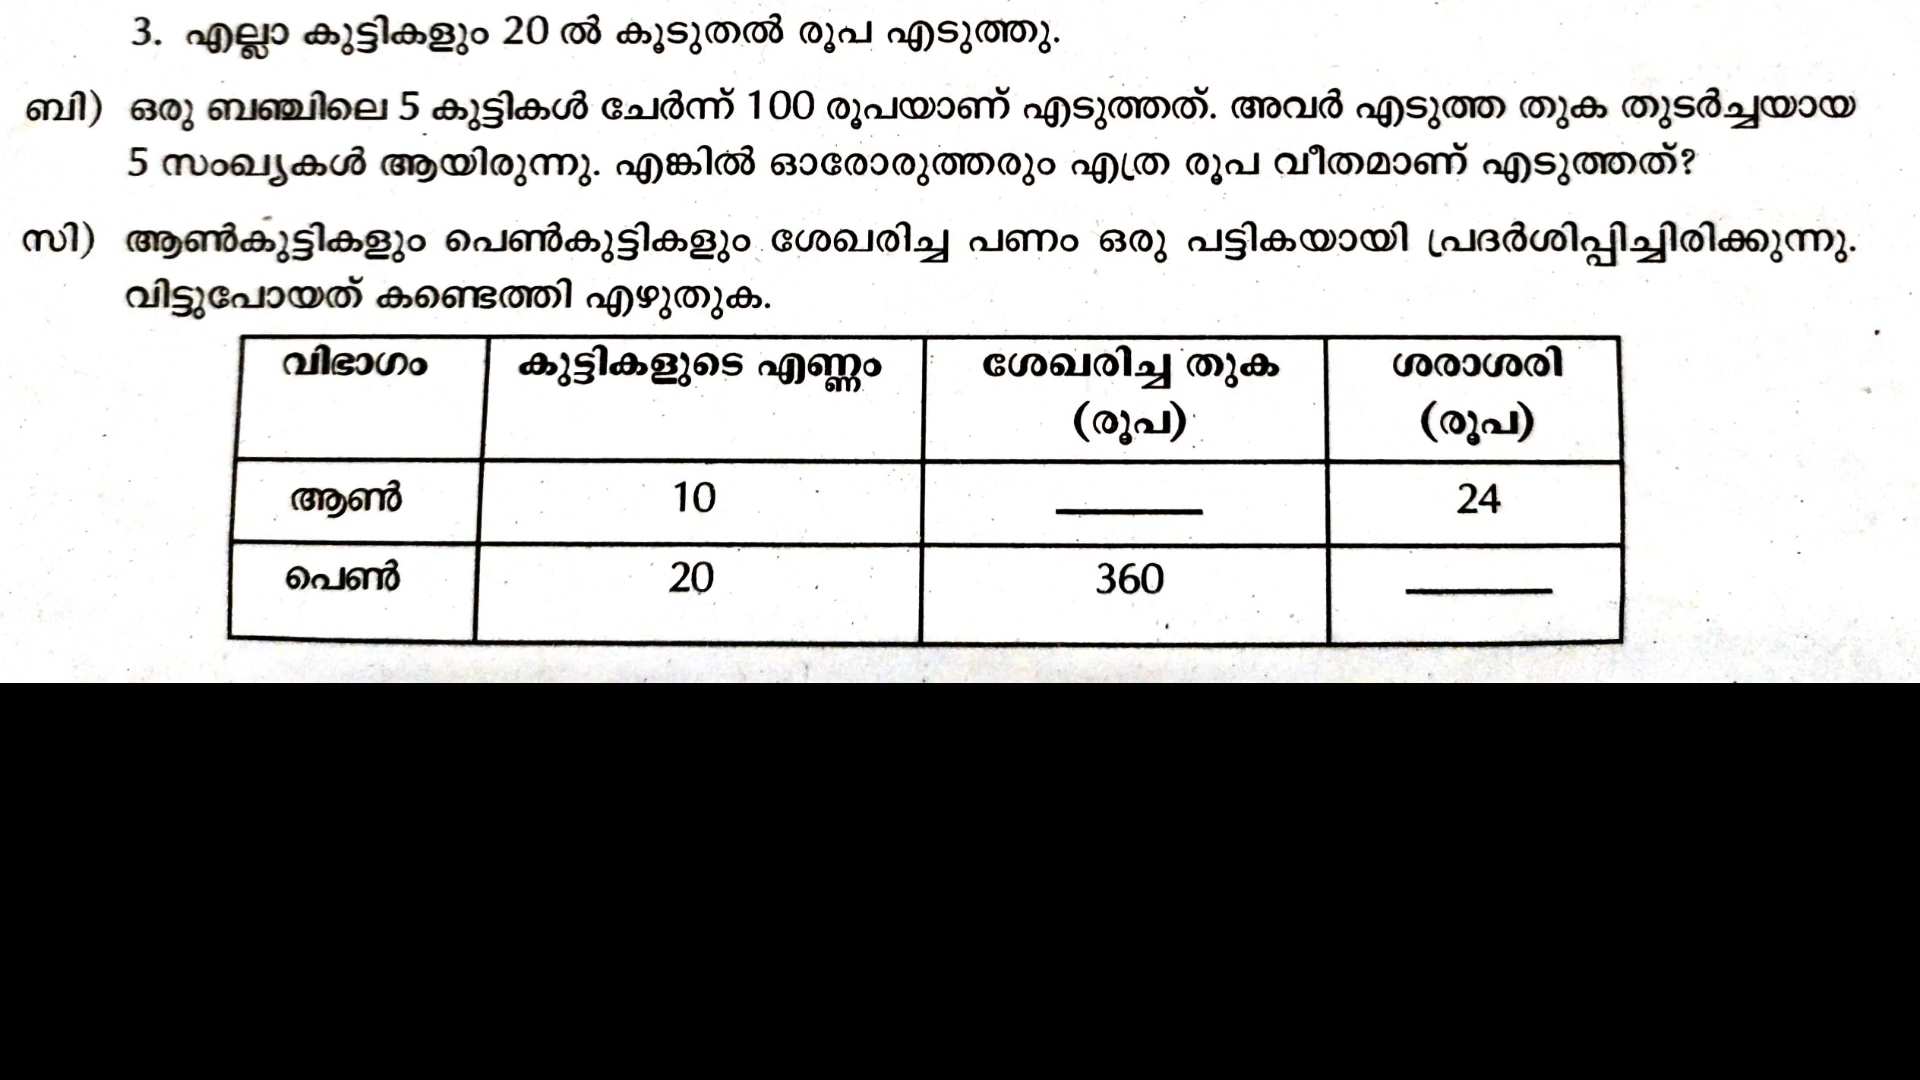 3. എല്ലാ കുട്ടികളും 20 ൽ കൂടുതൽ രൂപ എടുത്തു.
ബി) ഒരു ബഞ്ചിലെ 5 കുട്ടികൾ ചേർന്ന് 100 രൂപയാണ് എടുത്തത്. അവർ എടുത്ത തുക തുടർച്ചയായ
5 സംഖ്യകൾ ആയിരുന്നു. എങ്കിൽ ഓരോരുത്തരും എത്ര രൂപ വീതമാണ് എടുത്തത്?
സി) ആൺകുട്ടികളും പെൺകുട്ടികളും ശേഖരിച്ച പണം ഒരു പട്ടികയായി പ്രദർശിപ്പിച്ചിരിക്കുന്നു.
വിട്ടുപോയത് കണ്ടെത്തി എഴുതുക.
വിഭാഗം കുട്ടികളുടെ എണ്ണം ശേഖരിച്ച തുക ശരാശരി
(രൂപ) (രൂപ)
ആൺ 10 ______ 24
പെൺ 20 360 ______